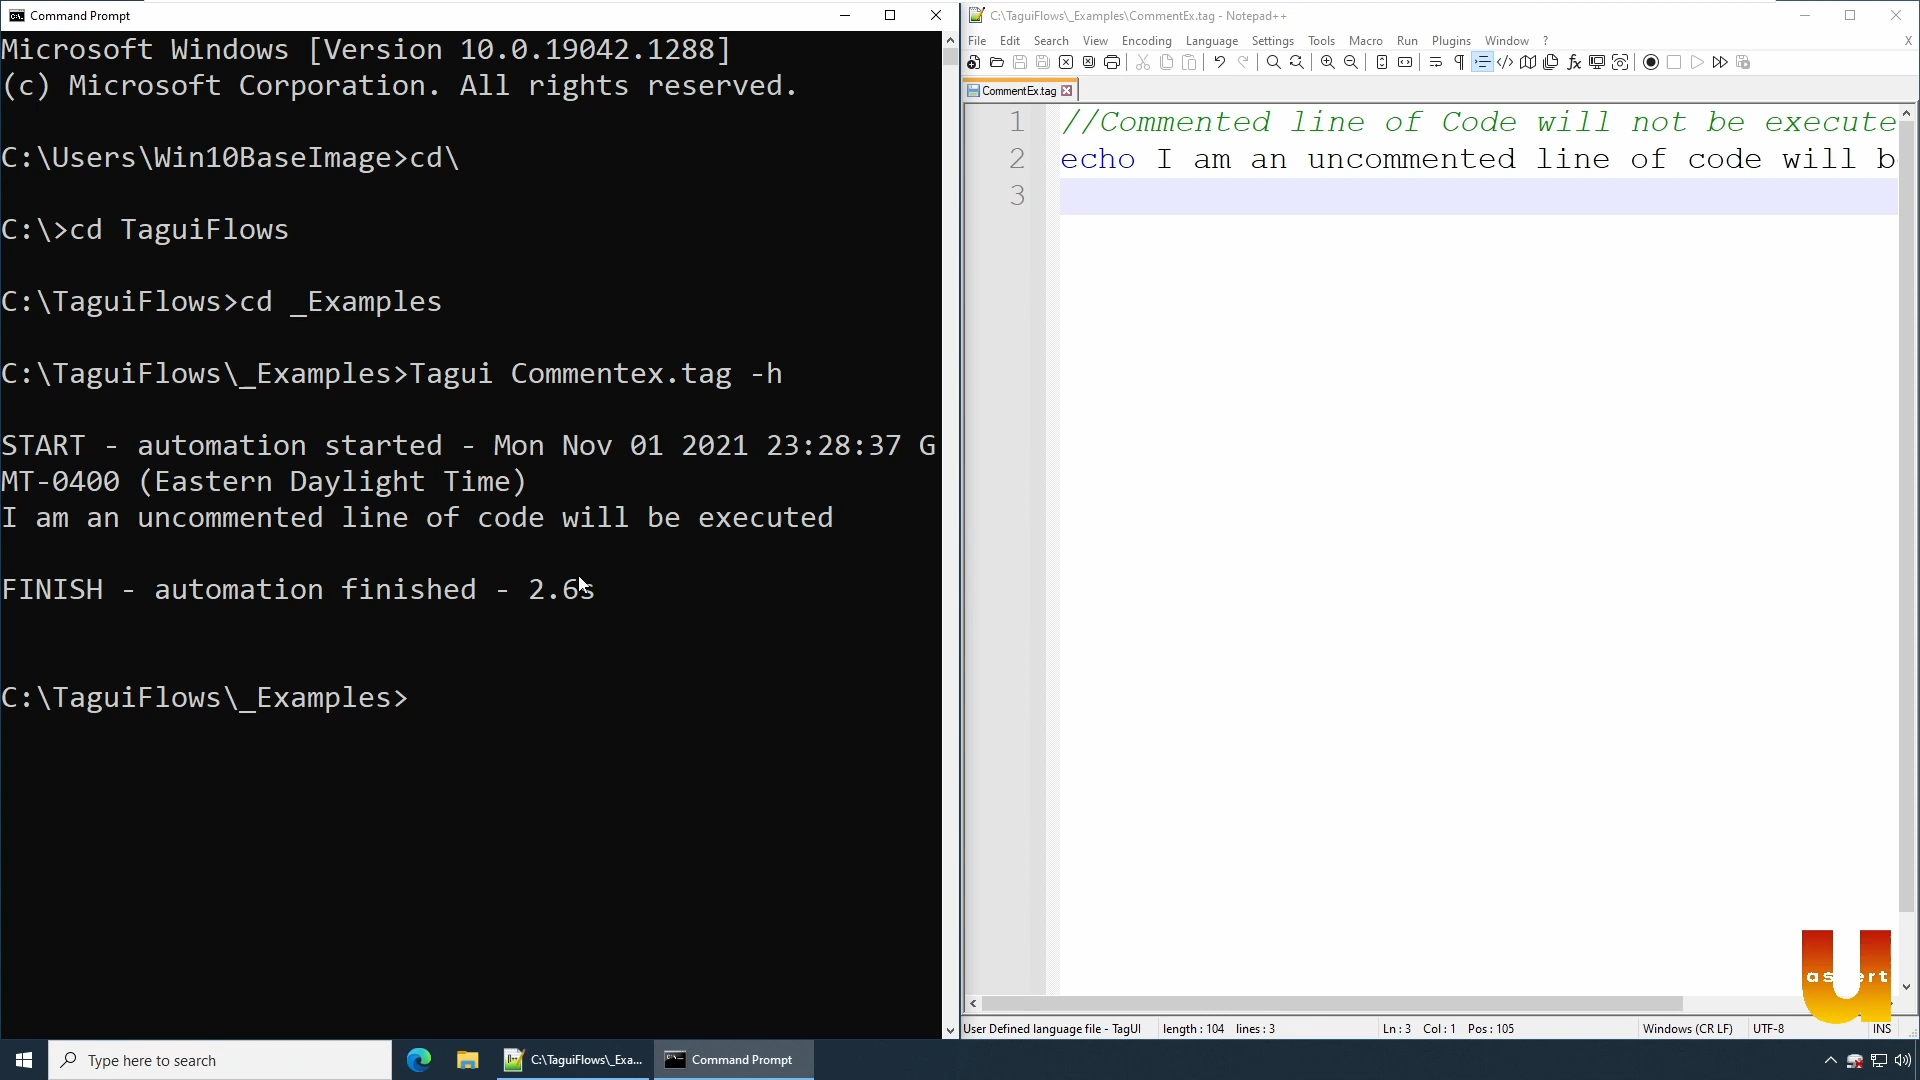 Command Prompt
Microsoft Windows [Version 10.0.19042.1288]
(c) Microsoft Corporation. All rights reserved.
C:\Users\Win10BaseImage>cd\
C:\>cd TaguiFlows
C:\TaguiFlows>cd _Examples
C:\TaguiFlows\_Examples>Tagui Commentex.tag -h
START - automation started - Mon Nov 01 2021 23:28:37 G
MT-0400 (Eastern Daylight Time)
I am an uncommented line of code will be executed
FINISH - automation finished - 2.6s
C:\TaguiFlows\_Examples>
C:\TaguiFlows\_Examples\CommentEx.tag - Notepad++
File Edit Search View Encoding Language Settings Tools Macro Run Plugins Window ? X
CommentEx.tag
1 //Commented line of Code will not be execute
2 echo I am an uncommented line of code will b
3
User Defined language file - TagUI length : 104 lines : 3 Ln : 3 Col : 1 Pos : 105 Windows (CR LF) UTF-8 INS
Type here to search
C:\TaguiFlows\_Exa...
Command Prompt